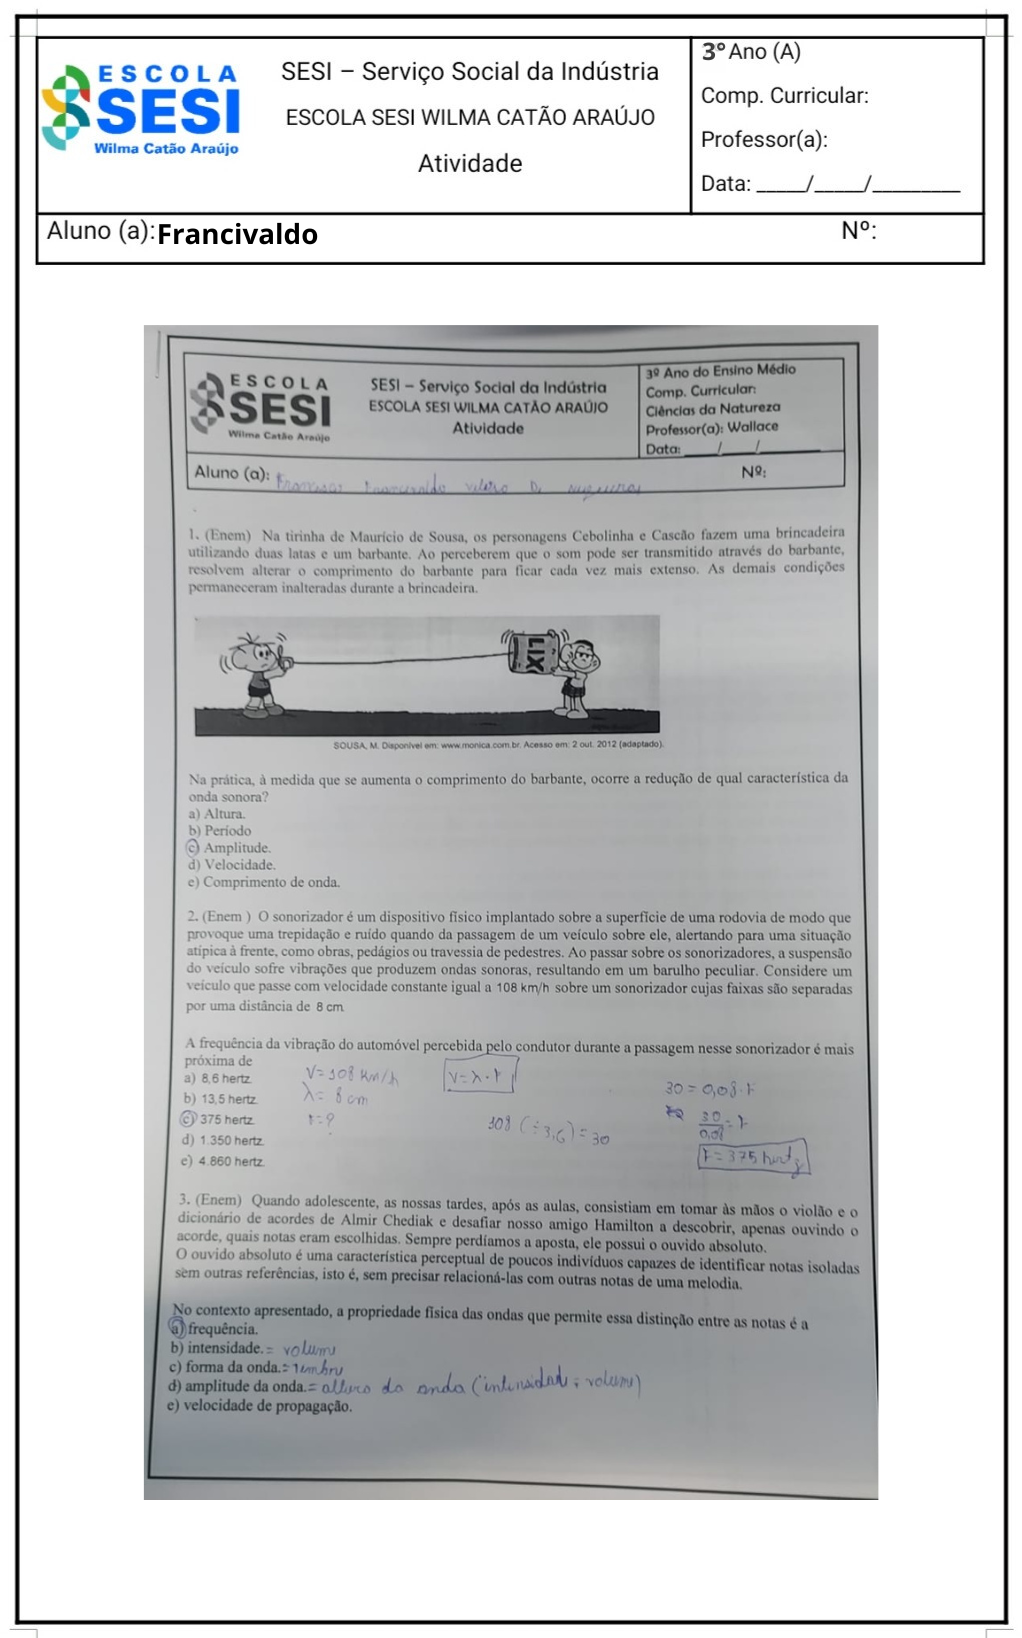 ESCOLA
SESI
Wilma Catão Araújo
SESI – Serviço Social da Indústria
ESCOLA SESI WILMA CATÃO ARAÚJO
Atividade
3º Ano (A)
Comp. Curricular:
Professor(a):
Data: _____/_____/_________
Aluno (a): Francivaldo Nº:
ESCOLA
SESI
Wilma Catão Araújo
SESI – Serviço Social da Indústria
ESCOLA SESI WILMA CATÃO ARAÚJO
Atividade
3º Ano do Ensino Médio
Comp. Curricular:
Ciências da Natureza
Professor(a): Wallace
Data: ____/____/________
Aluno (a): Francivaldo Nº:
1. (Enem) Na tirinha de Maurício de Sousa, os personagens Cebolinha e Cascão fazem uma brincadeira
utilizando duas latas e um barbante. Ao perceberem que o som pode ser transmitido através do barbante,
resolvem alterar o comprimento do barbante para ficar cada vez mais extenso. As demais condições
permaneceram inalteradas durante a brincadeira.
LIX
SOUSA, M. Disponível em: www.monica.com.br. Acesso em: 2 out. 2012 (adaptado).
Na prática, à medida que se aumenta o comprimento do barbante, ocorre a redução de qual característica da
onda sonora?
a) Altura.
b) Período
c) Amplitude.
d) Velocidade.
e) Comprimento de onda.
2. (Enem ) O sonorizador é um dispositivo físico implantado sobre a superfície de uma rodovia de modo que
provoque uma trepidação e ruído quando da passagem de um veículo sobre ele, alertando para uma situação
atípica à frente, como obras, pedágios ou travessia de pedestres. Ao passar sobre os sonorizadores, a suspensão
do veículo sofre vibrações que produzem ondas sonoras, resultando em um barulho peculiar. Considere um
veículo que passe com velocidade constante igual a 108 km/h sobre um sonorizador cujas faixas são separadas
por uma distância de 8 cm
A frequência da vibração do automóvel percebida pelo condutor durante a passagem nesse sonorizador é mais
próxima de
a) 8,6 hertz.
b) 13,5 hertz.
c) 375 hertz.
d) 1.350 hertz.
e) 4.860 hertz.
V = 108 Km/h
λ = 8 cm
f = ?
V = λ · f
108 (÷3,6) = 30
30 = 0,08 · F
30/0,08 = F
F = 375 hertz
3. (Enem) Quando adolescente, as nossas tardes, após as aulas, consistiam em tomar às mãos o violão e o
dicionário de acordes de Almir Chediak e desafiar nosso amigo Hamilton a descobrir, apenas ouvindo o
acorde, quais notas eram escolhidas. Sempre perdíamos a aposta, ele possui o ouvido absoluto.
O ouvido absoluto é uma característica perceptual de poucos indivíduos capazes de identificar notas isoladas
sem outras referências, isto é, sem precisar relacioná-las com outras notas de uma melodia.
No contexto apresentado, a propriedade física das ondas que permite essa distinção entre as notas é a
a) frequência.
b) intensidade. = volume
c) forma da onda. = timbre
d) amplitude da onda. = altura da onda (intensidade; volume)
e) velocidade de propagação.